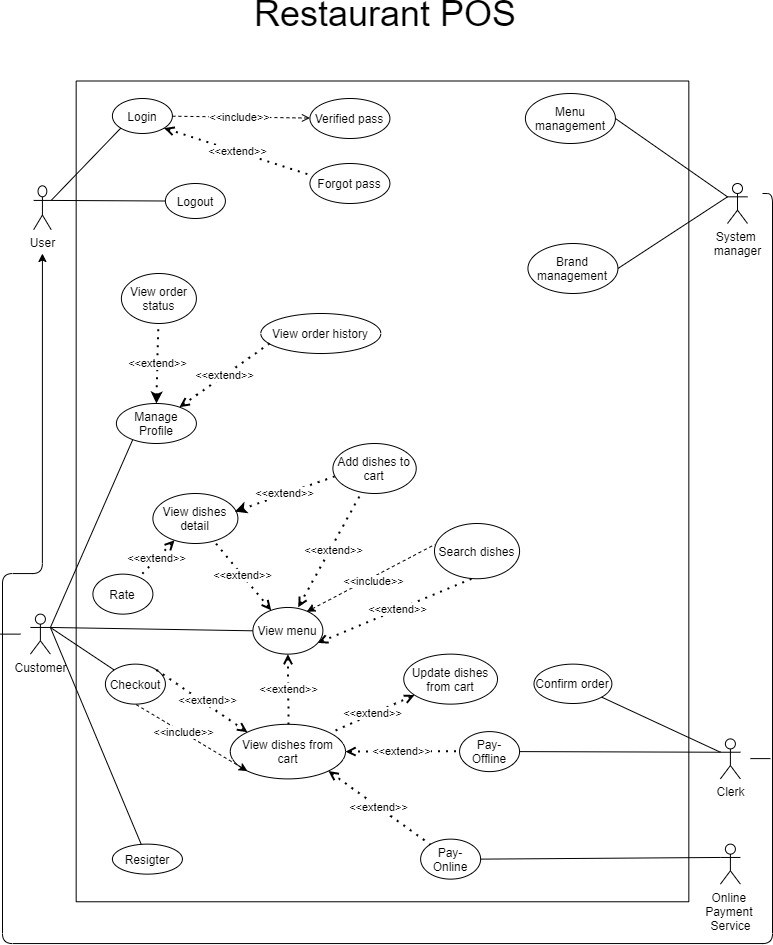 Restaurant POS
Login
<<include>>
Verified pass
<<extend>>
Forgot pass
Logout
User
Menu
management
Brand
management
System
manager
View order
status
View order history
<<extend>>
<<extend>>
Manage
Profile
Add dishes to
cart
<<extend>>
View dishes
detail
Search dishes
<<extend>>
<<extend>>
<<extend>>
<<include>>
Rate
<<extend>>
View menu
Customer
Checkout
<<extend>>
<<include>>
<<extend>>
Update dishes
from cart
<<extend>>
Confirm order
View dishes from
cart
<<extend>>
Pay-
Offline
Clerk
<<extend>>
Resigter
Pay-
Online
Online
Payment
Service